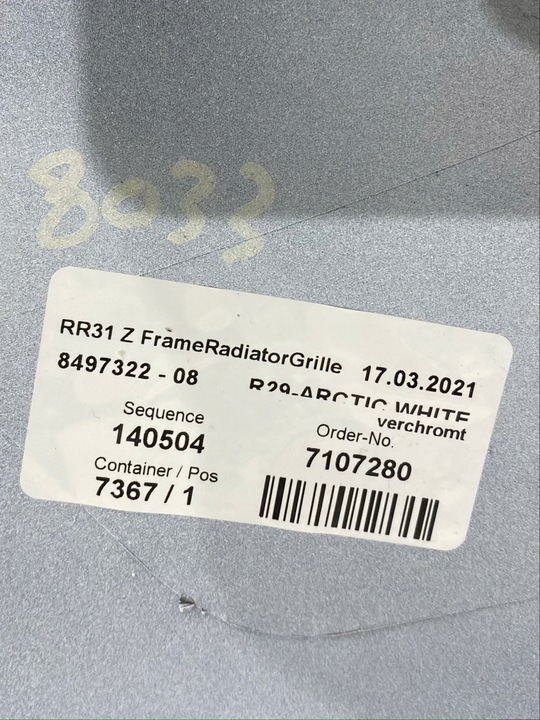 8033
RR31 Z FrameRadiatorGrille 17.03.2021
8497322 - 08 R29-ARCTIC WHITE
verchromt
Sequence
140504
Order-No.
7107280
Container / Pos
7367 / 1